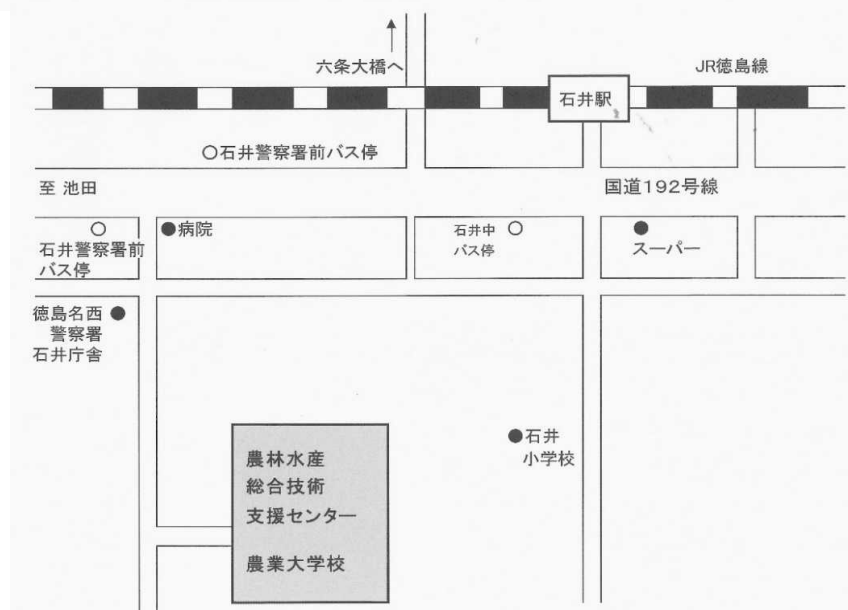 六条大橋へ
JR徳島線
石井駅
○石井警察署前バス停
至 池田
国道192号線
○
石井警察署前
バス停
●病院
石井中 ○
バス停
●
スーパー
徳島名西 ●
警察署
石井庁舎
●石井
小学校
農林水産
総合技術
支援センター
農業大学校